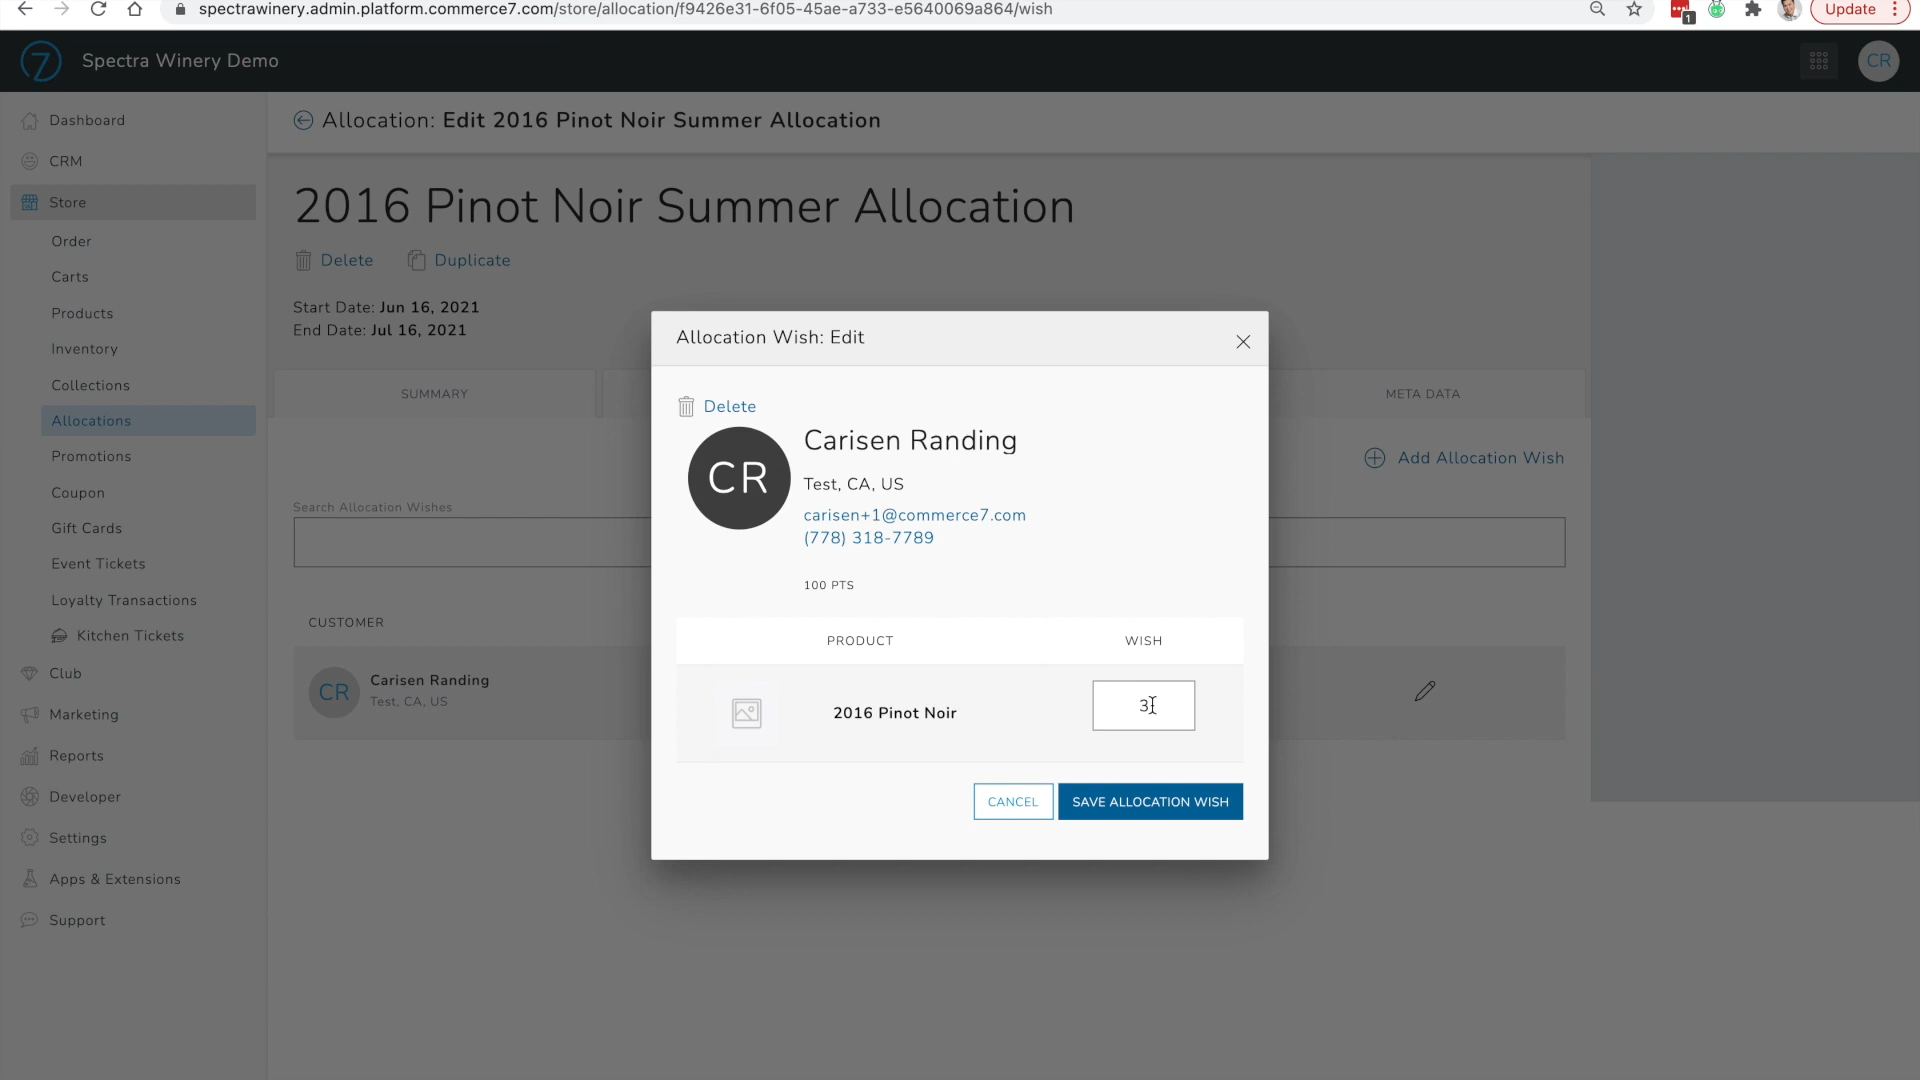 spectrawinery.admin.platform.commerce7.com/store/allocation/f9426e31-6f05-45ae-a733-e5640069a864/wish
1
Update
7
Spectra Winery Demo
CR
Dashboard
CRM
Store
Order
Carts
Products
Inventory
Collections
Allocations
Promotions
Coupon
Gift Cards
Event Tickets
Loyalty Transactions
Kitchen Tickets
Club
Marketing
Reports
Developer
Settings
Apps & Extensions
Support
Allocation: Edit 2016 Pinot Noir Summer Allocation
2016 Pinot Noir Summer Allocation
Delete
Duplicate
Start Date: Jun 16, 2021
End Date: Jul 16, 2021
SUMMARY
META DATA
Add Allocation Wish
Search Allocation Wishes
CUSTOMER
CR
Carisen Randing
Test, CA, US
Allocation Wish: Edit
Delete
CR
Carisen Randing
Test, CA, US
carisen+1@commerce7.com
(778) 318-7789
100 PTS
PRODUCT
WISH
2016 Pinot Noir
3
CANCEL
SAVE ALLOCATION WISH